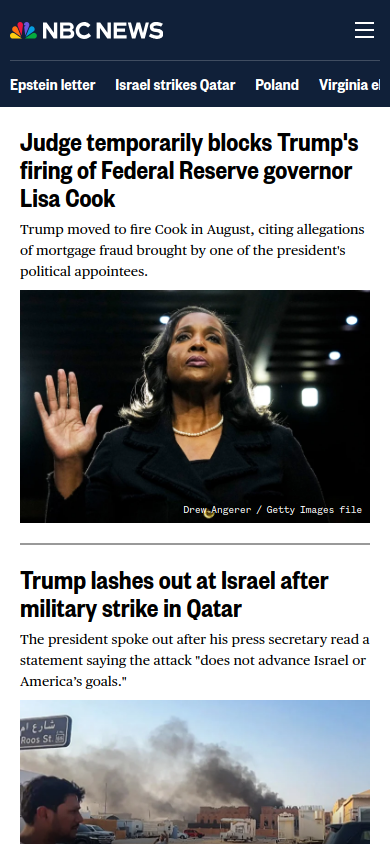 NBC NEWS
Epstein letter Israel strikes Qatar Poland Virginia el
Judge temporarily blocks Trump's
firing of Federal Reserve governor
Lisa Cook
Trump moved to fire Cook in August, citing allegations
of mortgage fraud brought by one of the president's
political appointees.
Drew Angerer / Getty Images file
Trump lashes out at Israel after
military strike in Qatar
The president spoke out after his press secretary read a
statement saying the attack "does not advance Israel or
America’s goals."
شارع ام
Roos St.